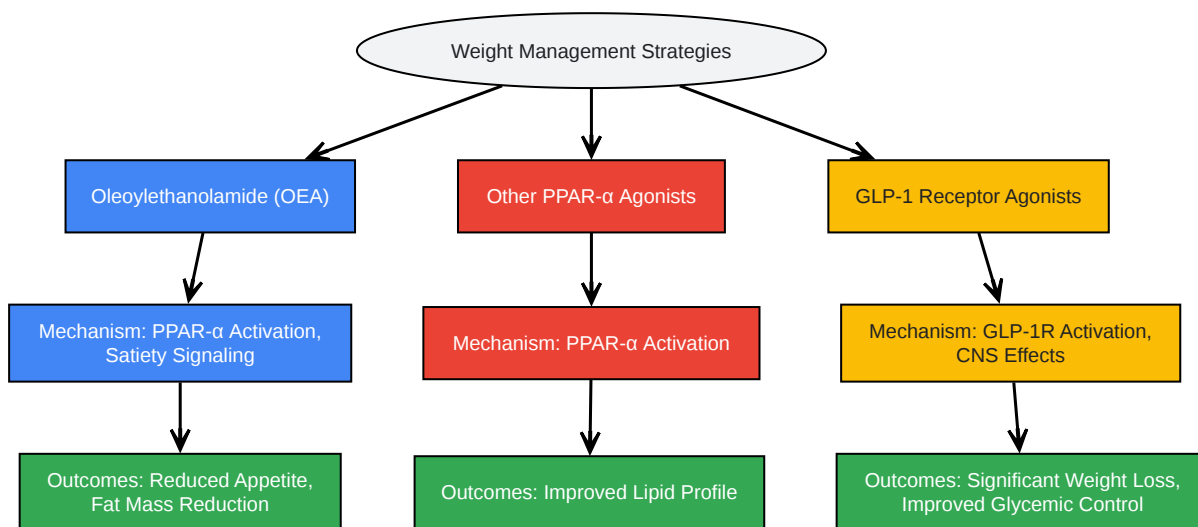 Weight Management Strategies
Oleoylethanolamide (OEA)
Other PPAR-α Agonists
GLP-1 Receptor Agonists
Mechanism: PPAR-α Activation,
Satiety Signaling
Mechanism: PPAR-α Activation
Mechanism: GLP-1R Activation,
CNS Effects
Outcomes: Reduced Appetite,
Fat Mass Reduction
Outcomes: Improved Lipid Profile
Outcomes: Significant Weight Loss,
Improved Glycemic Control